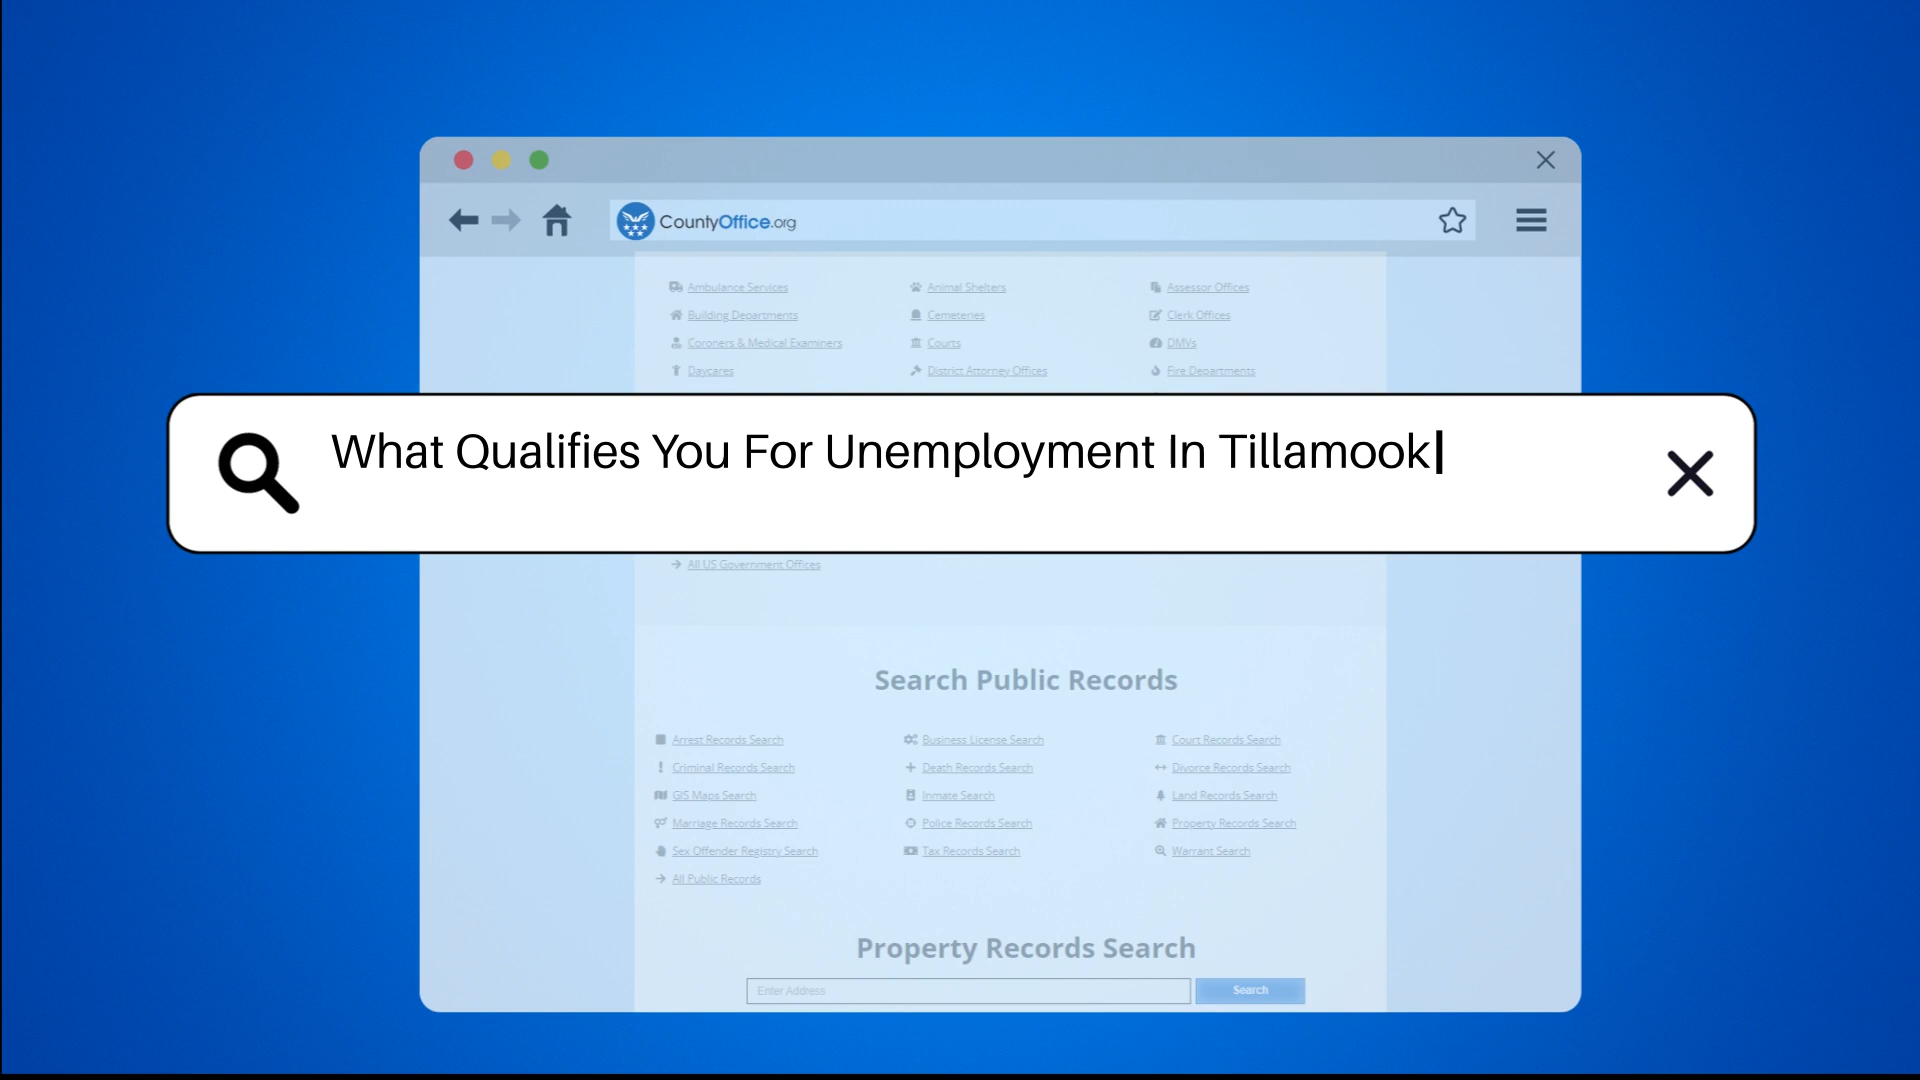 CountyOffice.org
Ambulance Services Animal Shelters Assessor Offices
Building Departments Cemeteries Clerk Offices
Coroners & Medical Examiners Courts DMVs
Daycares District Attorney Offices Fire Departments
What Qualifies You For Unemployment In Tillamook
All US Government Offices
Search Public Records
Arrest Records Search Business License Search Court Records Search
Criminal Records Search Death Records Search Divorce Records Search
GIS Maps Search Inmate Search Land Records Search
Marriage Records Search Police Records Search Property Records Search
Sex Offender Registry Search Tax Records Search Warrant Search
All Public Records
Property Records Search
Enter Address Search